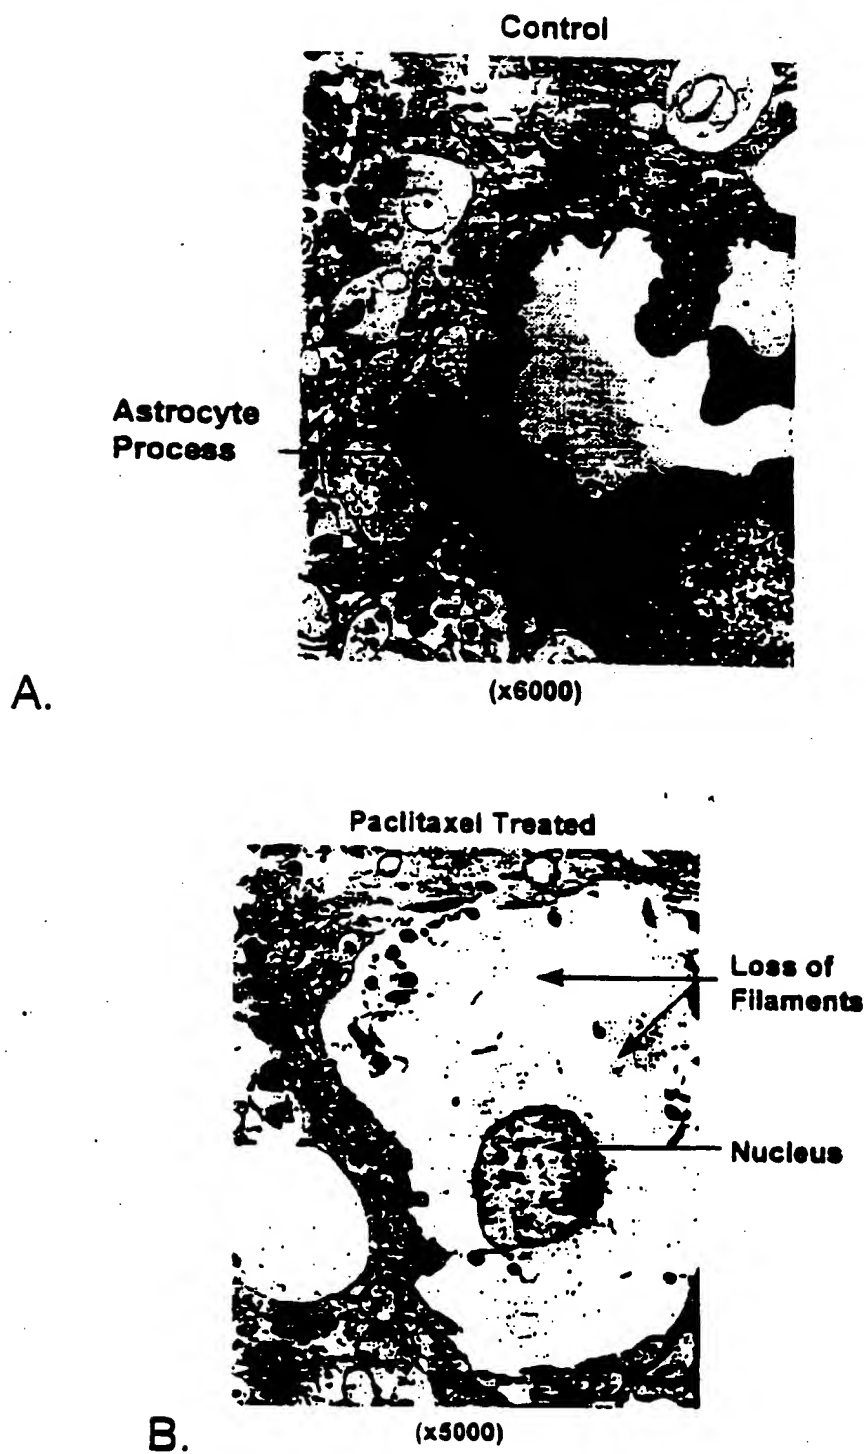 Control
Astrocyte
Process
(x6000)
A.
Paclitaxel Treated
Loss of
Filaments
Nucleus
(x5000)
B.